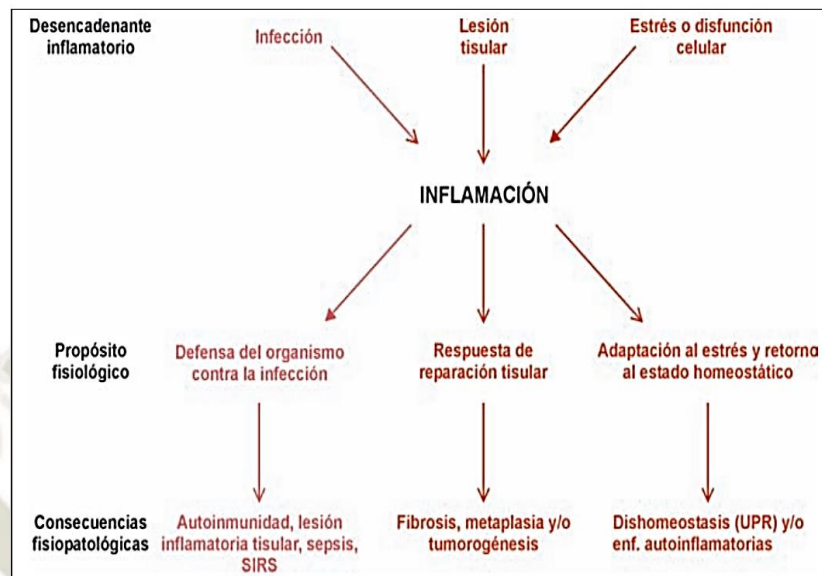 Desencadenante
inflamatorio
Infección
Lesión
tisular
Estrés o disfunción
celular
INFLAMACIÓN
Propósito
fisiológico
Defensa del organismo
contra la infección
Respuesta de
reparación tisular
Adaptación al estrés y retorno
al estado homeostático
Consecuencias
fisiopatológicas
Autoinmunidad, lesión
inflamatoria tisular, sepsis,
SIRS
Fibrosis, metaplasia y/o
tumorogénesis
Dishomeostasis (UPR) y/o
enf. autoinflamatorias